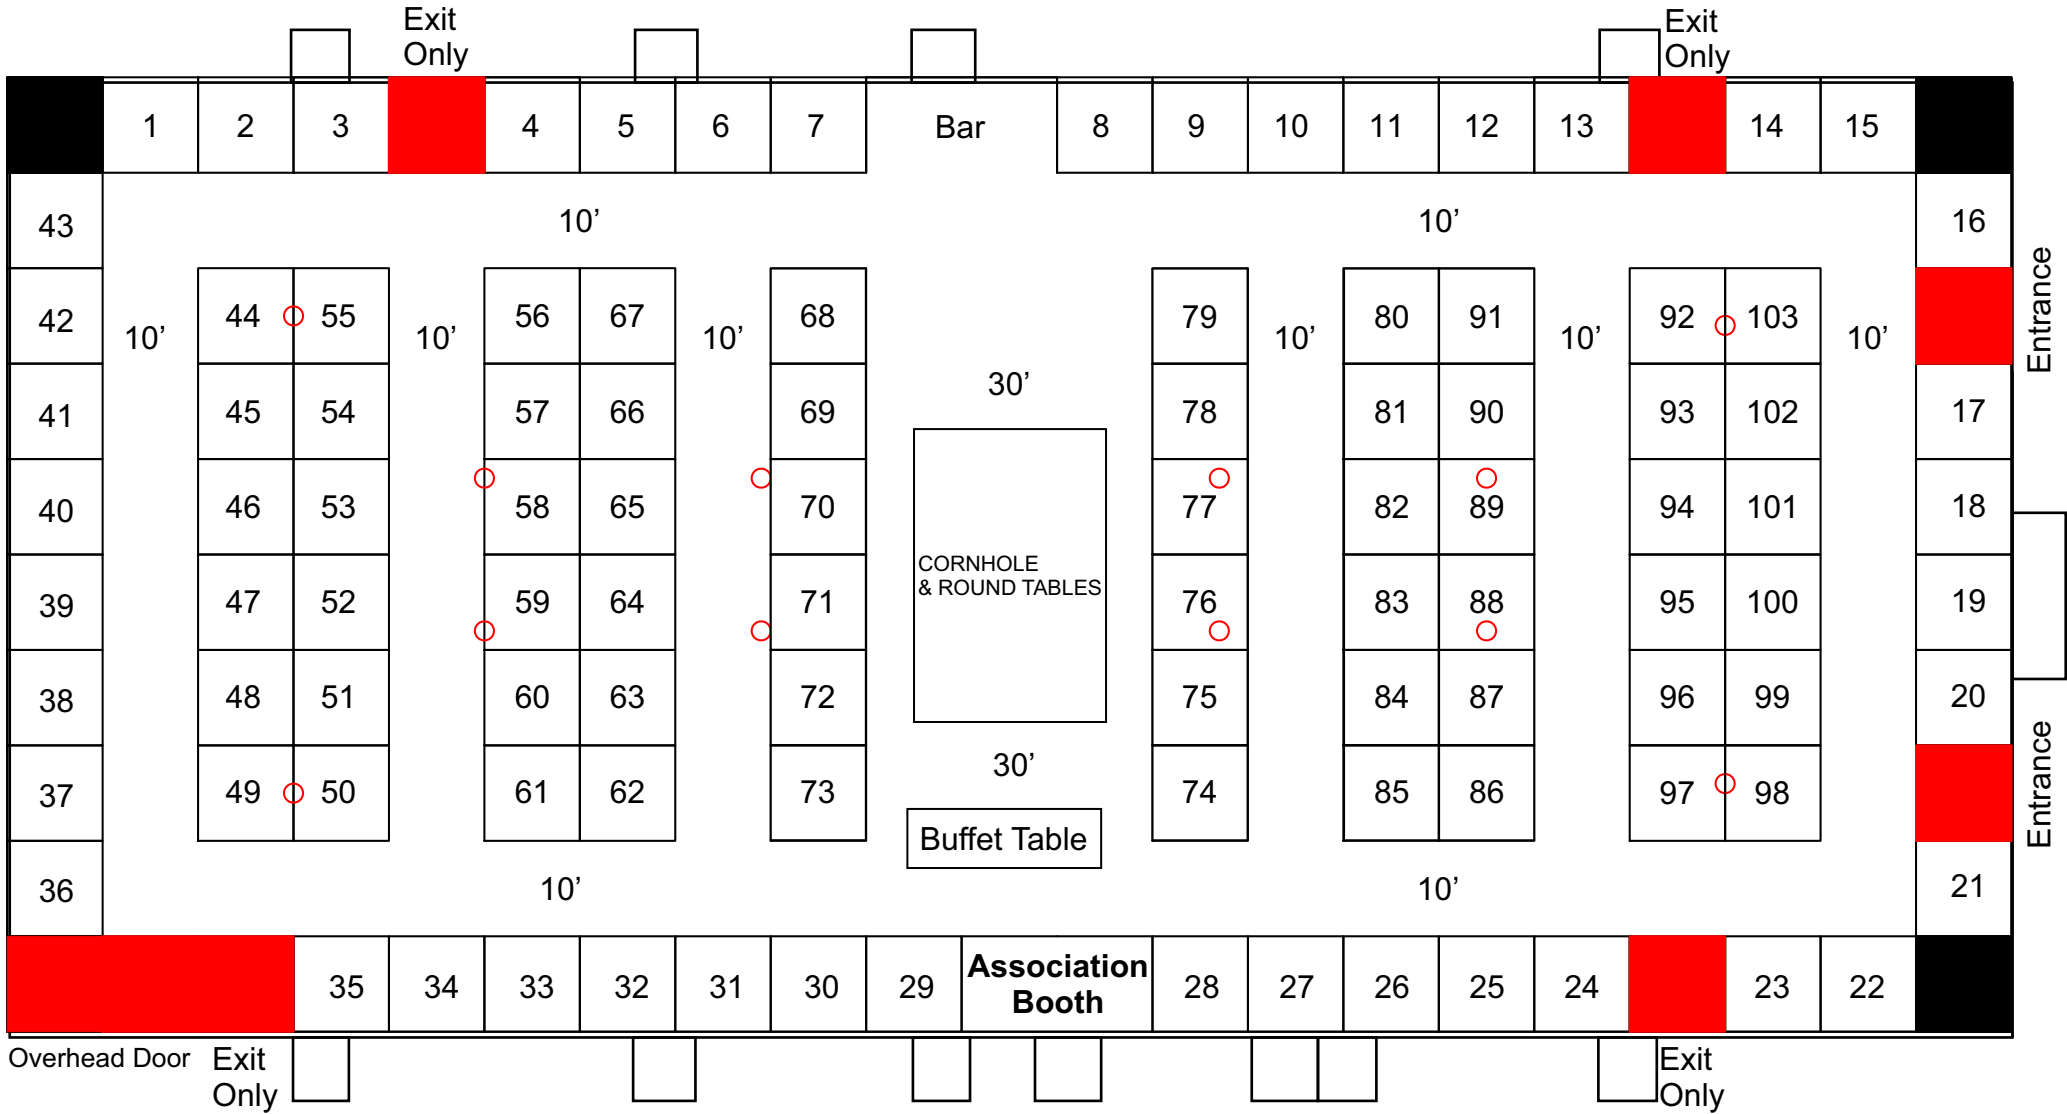 Exit
Only
Exit
Only
1 2 3 4 5 6 7 Bar 8 9 10 11 12 13 14 15
43 10’ 10’ 16
Entrance
42 10’ 44 55 10’ 56 67 10’ 68 79 10’ 80 91 10’ 92 103 10’
30’
41 45 54 57 66 69 78 81 90 93 102 17
40 46 53 58 65 70 77 82 89 94 101 18
CORNHOLE
& ROUND TABLES
39 47 52 59 64 71 76 83 88 95 100 19
38 48 51 60 63 72 75 84 87 96 99 20
30’
37 49 50 61 62 73 74 85 86 97 98
Entrance
Buffet Table
36 10’ 10’ 21
35 34 33 32 31 30 29 Association
Booth 28 27 26 25 24 23 22
Overhead Door
Exit
Only
Exit
Only